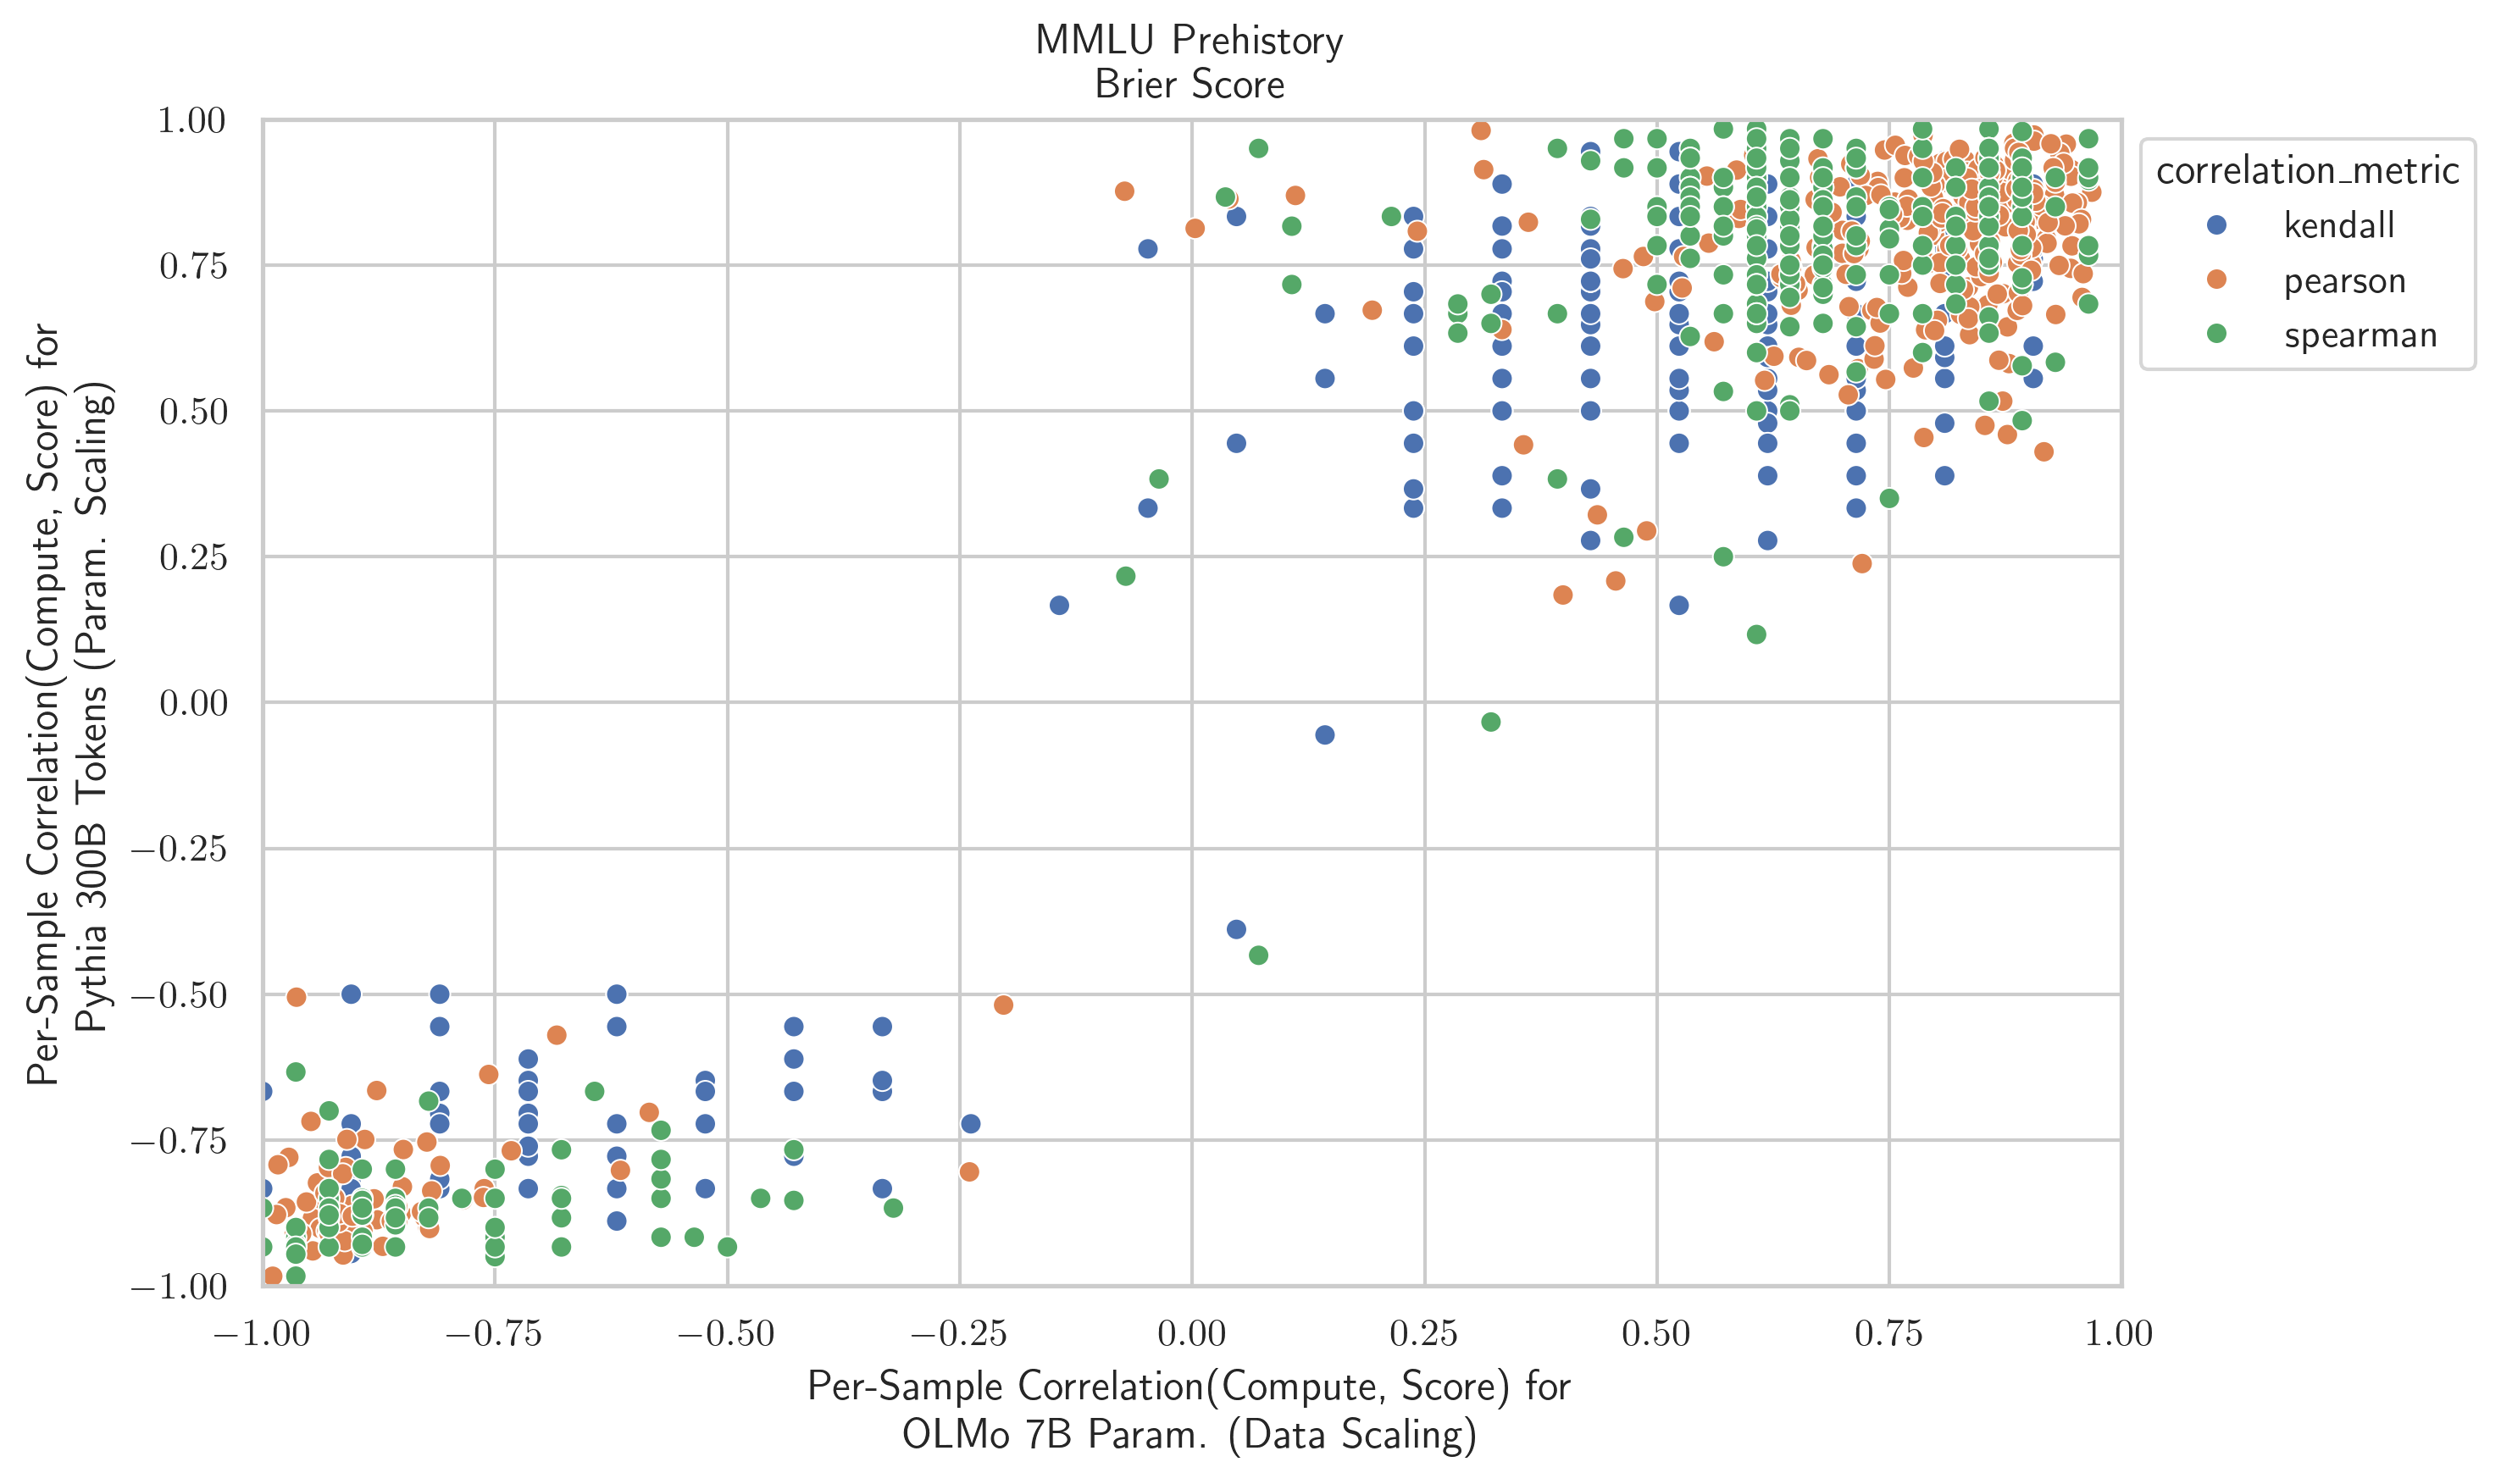 MMLU Prehistory
Brier Score
Per-Sample Correlation(Compute, Score) for
Pythia 300B Tokens (Param. Scaling)
1.00
0.75
0.50
0.25
0.00
−0.25
−0.50
−0.75
−1.00
−1.00
−0.75
−0.50
−0.25
0.00
0.25
0.50
0.75
1.00
Per-Sample Correlation(Compute, Score) for
OLMo 7B Param. (Data Scaling)
correlation_metric
kendall
pearson
spearman